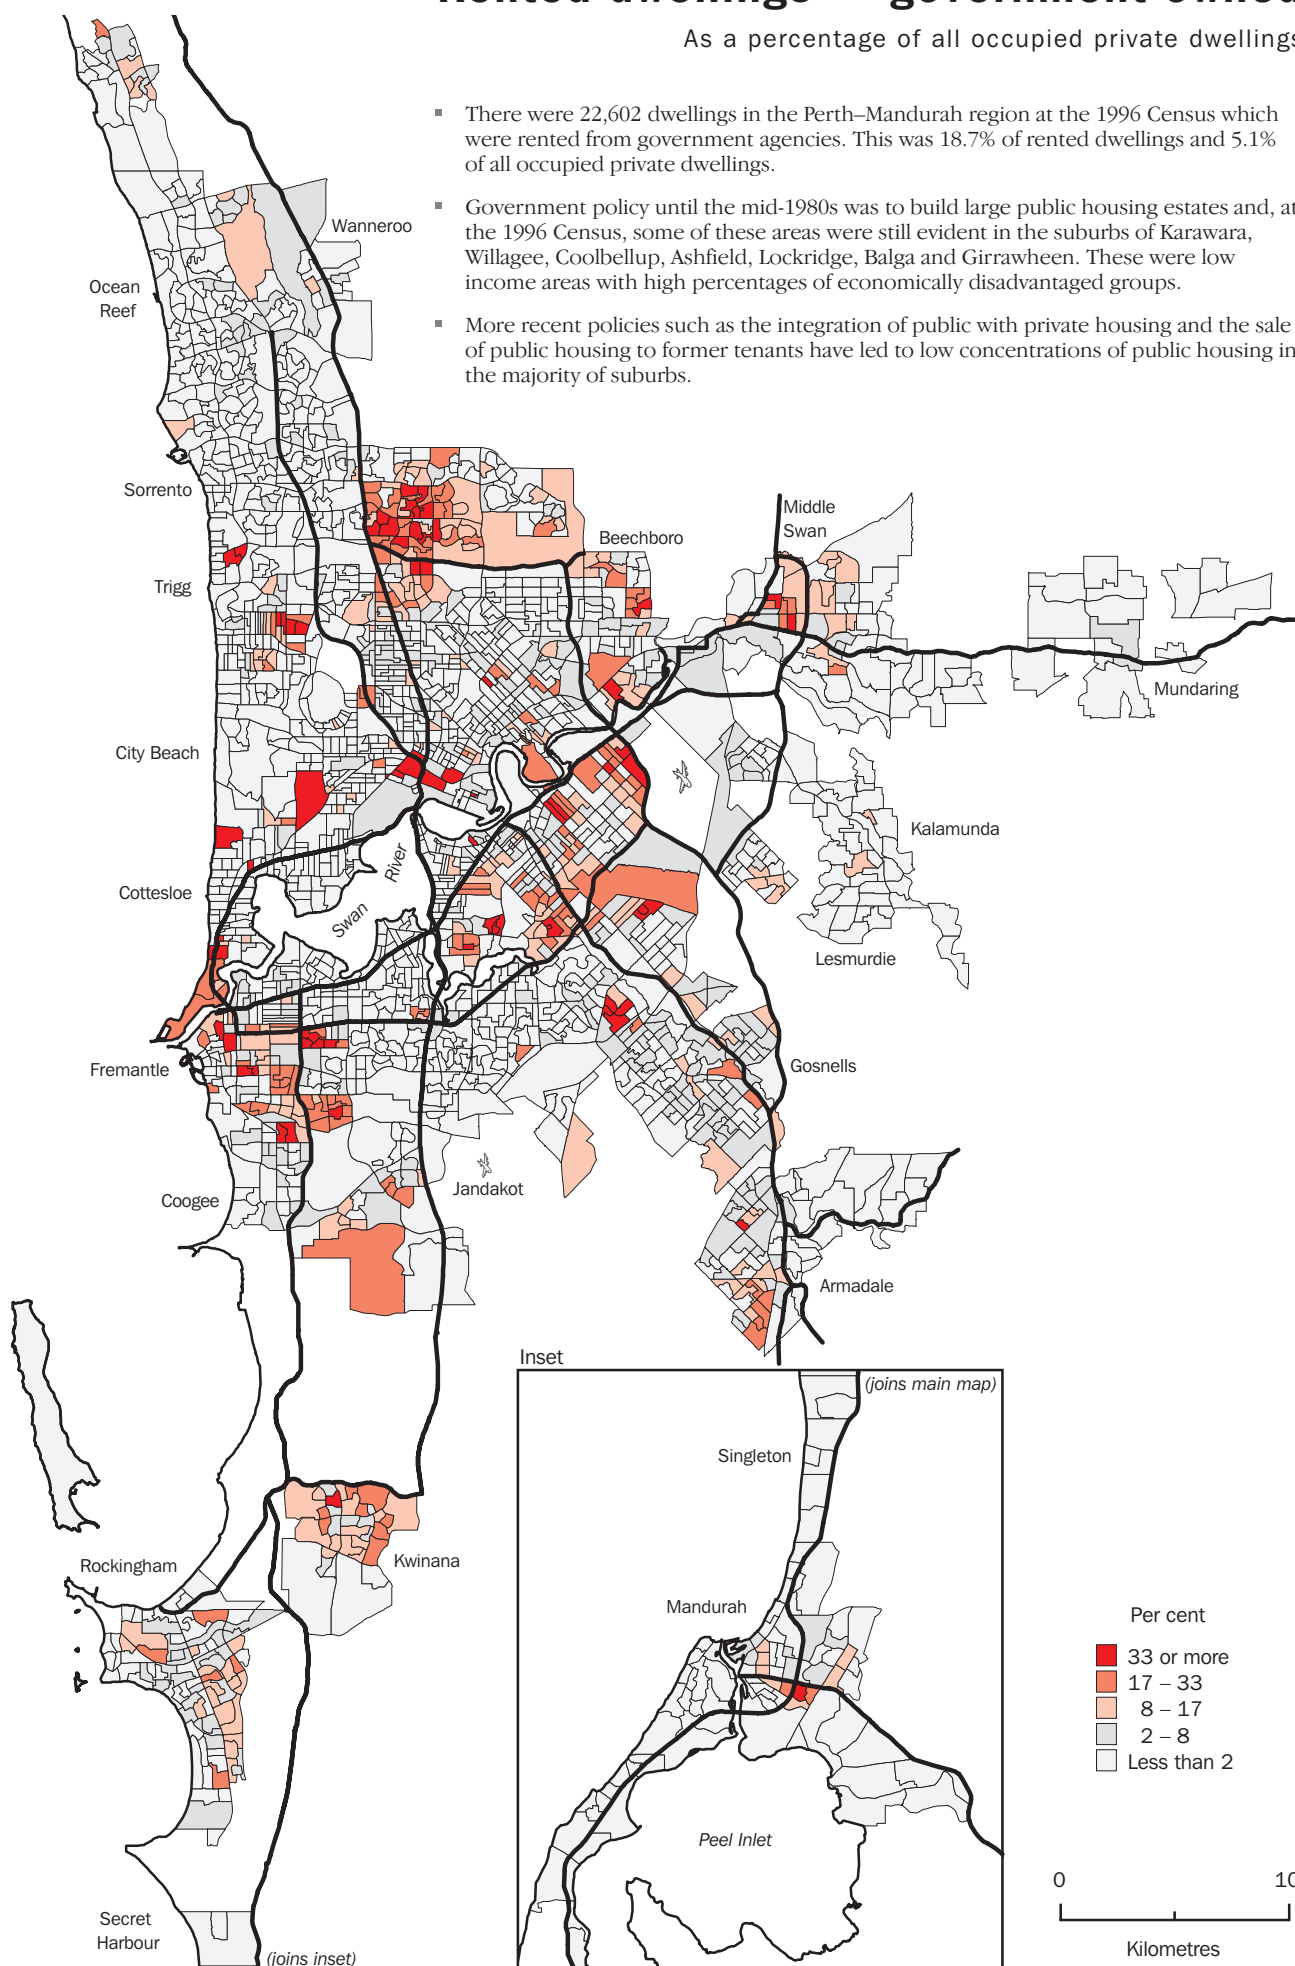 Rented dwellings — government owned
As a percentage of all occupied private dwellings
▪ There were 22,602 dwellings in the Perth–Mandurah region at the 1996 Census which
were rented from government agencies. This was 18.7% of rented dwellings and 5.1%
of all occupied private dwellings.
▪ Government policy until the mid-1980s was to build large public housing estates and, at
the 1996 Census, some of these areas were still evident in the suburbs of Karawara,
Willagee, Coolbellup, Ashfield, Lockridge, Balga and Girrawheen. These were low
income areas with high percentages of economically disadvantaged groups.
▪ More recent policies such as the integration of public with private housing and the sale
of public housing to former tenants have led to low concentrations of public housing in
the majority of suburbs.
Wanneroo
Ocean
Reef
Sorrento
Middle
Swan
Beechboro
Trigg
Mundaring
City Beach
Kalamunda
River
Cottesloe
Swan
Lesmurdie
Gosnells
Fremantle
Jandakot
Coogee
Armadale
Inset
(joins main map)
Singleton
Kwinana
Rockingham
Mandurah
Per cent
33 or more
17 – 33
8 – 17
2 – 8
Less than 2
Peel Inlet
0 10
Secret
Harbour
Kilometres
(joins inset)